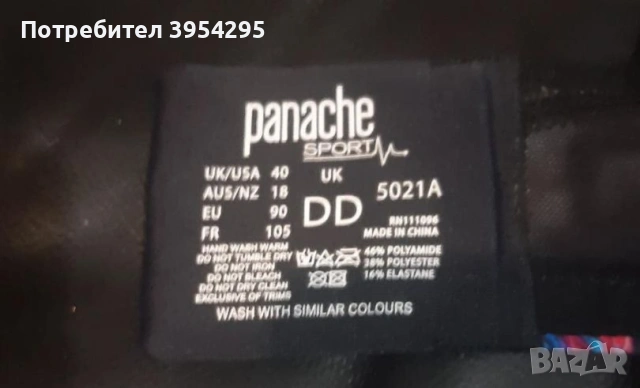 Потребител 3954295
panache
SPORT
UK/USA 40
AUS/NZ 18
EU 90
FR 105
UK
DD
5021A
RN111096
MADE IN CHINA
HAND WASH WARM
DO NOT TUMBLE DRY
DO NOT IRON
DO NOT BLEACH
DO NOT DRY CLEAN
EXCLUSIVE OF TRIMS
46% POLYAMIDE
38% POLYESTER
16% ELASTANE
WASH WITH SIMILAR COLOURS
BAZAR